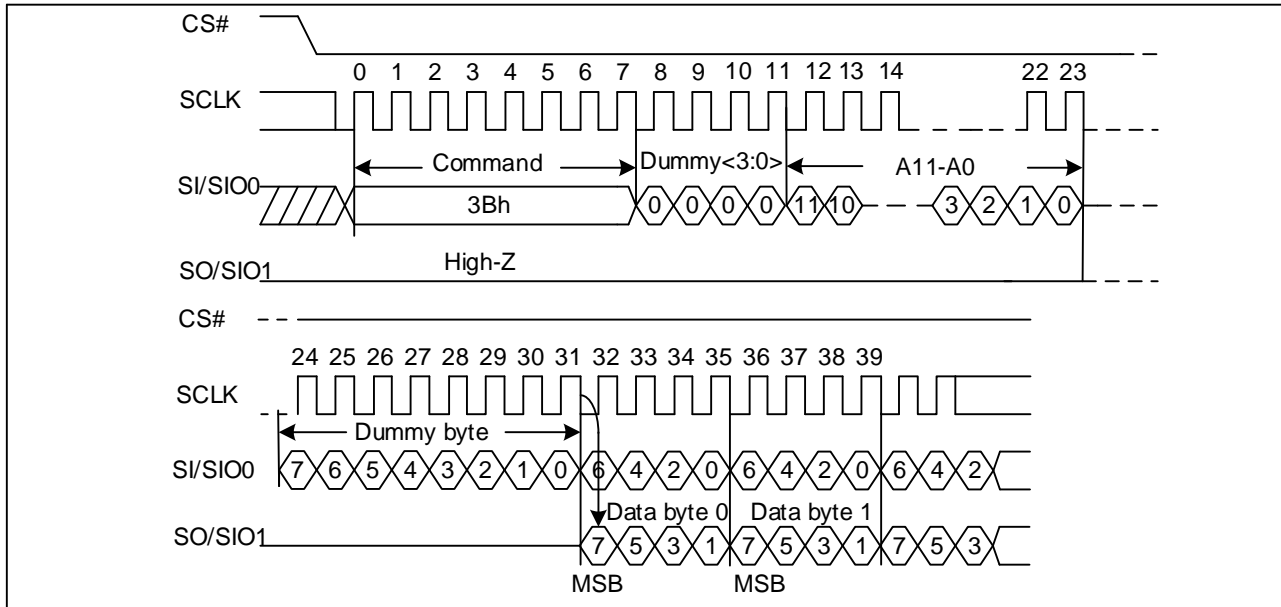 CS#
0 1 2 3 4 5 6 7 8 9 10 11 12 13 14 22 23
SCLK
Command Dummy<3:0> A11-A0
SI/SIO0
3Bh 0 0 0 0 11 10 3 2 1 0
High-Z
SO/SIO1
CS#
24 25 26 27 28 29 30 31 32 33 34 35 36 37 38 39
SCLK
Dummy byte
SI/SIO0 7 6 5 4 3 2 1 0 6 4 2 0 6 4 2 0 6 4 2
Data byte 0 Data byte 1
SO/SIO1 7 5 3 1 7 5 3 1 7 5 3
MSB MSB